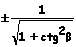 ± 1/√(1 + ctg²β)